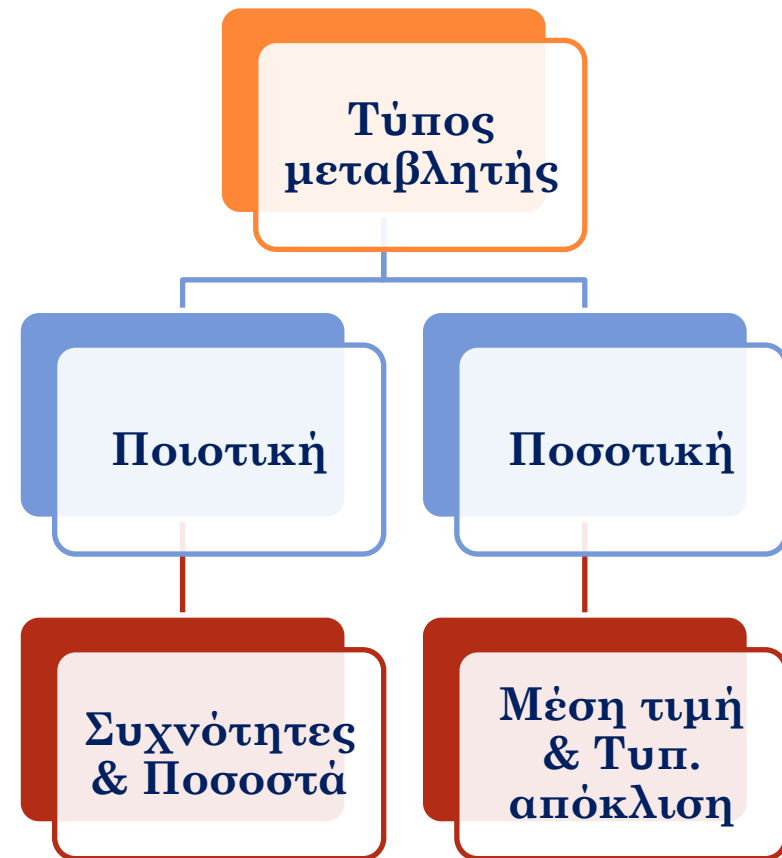 Τύπος
μεταβλητής
Ποιοτική
Ποσοτική
Συχνότητες
& Ποσοστά
Μέση τιμή
& Τυπ.
απόκλιση